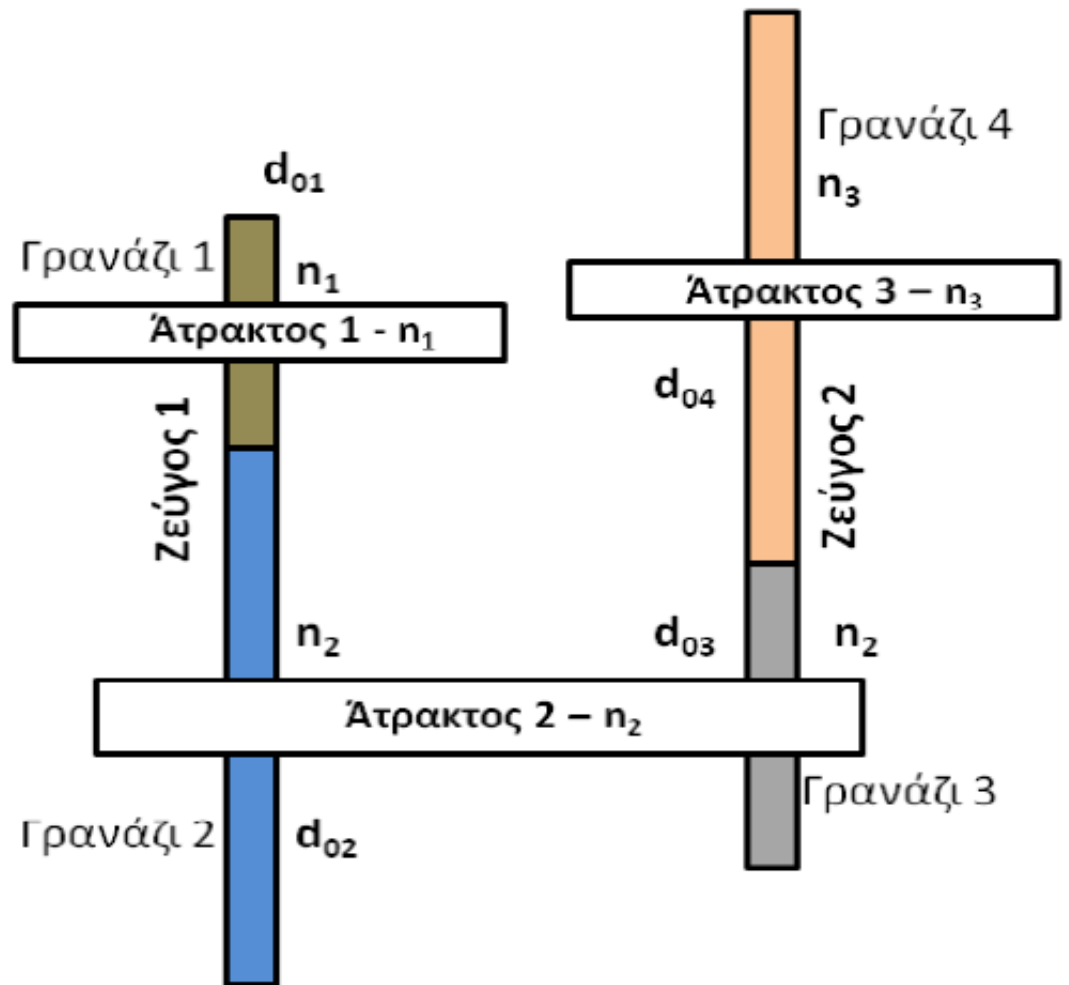 d₀₁
Γρανάζι 1
n₁
Άτρακτος 1 - n₁
Ζεύγος 1
n₂
Άτρακτος 2 – n₂
Γρανάζι 2
d₀₂
Γρανάζι 4
n₃
Άτρακτος 3 – n₃
d₀₄
Ζεύγος 2
d₀₃
n₂
Γρανάζι 3